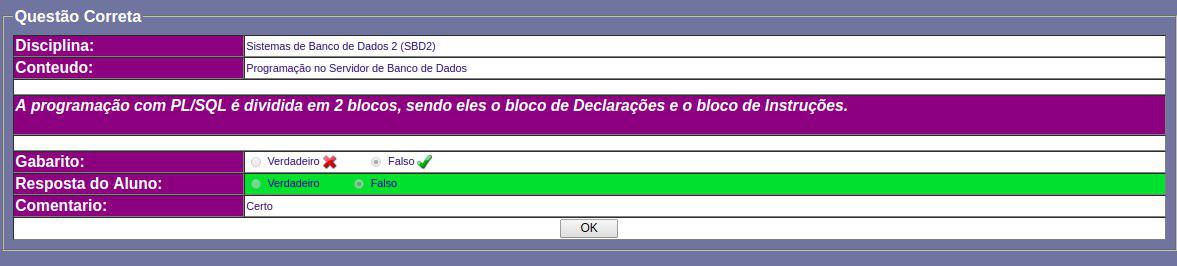 Questão Correta
Disciplina: Sistemas de Banco de Dados 2 (SBD2)
Conteudo: Programação no Servidor de Banco de Dados
A programação com PL/SQL é dividida em 2 blocos, sendo eles o bloco de Declarações e o bloco de Instruções.
Gabarito: Verdadeiro Falso
Resposta do Aluno: Verdadeiro Falso
Comentario: Certo
OK